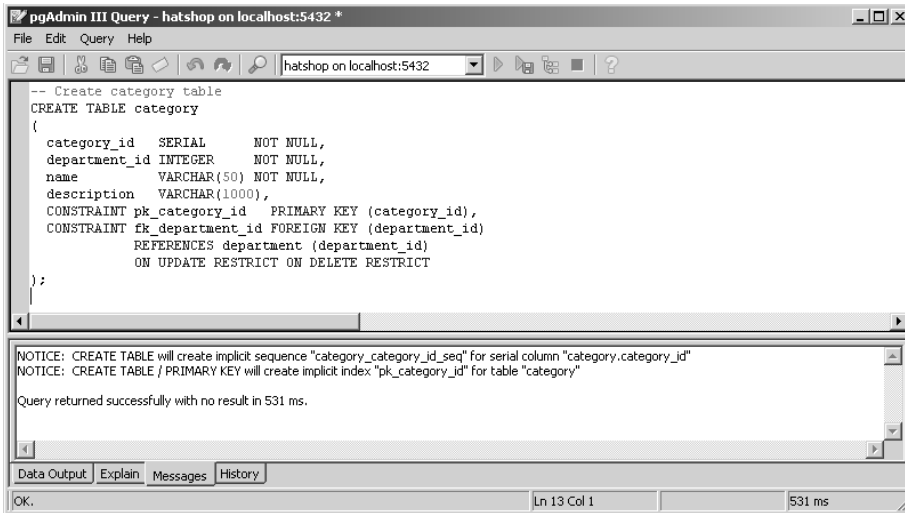 pgAdmin III Query - hatshop on localhost:5432 *
File Edit Query Help
hatshop on localhost:5432
-- Create category table
CREATE TABLE category
(
  category_id   SERIAL      NOT NULL,
  department_id INTEGER     NOT NULL,
  name          VARCHAR(50) NOT NULL,
  description   VARCHAR(1000),
  CONSTRAINT pk_category_id   PRIMARY KEY (category_id),
  CONSTRAINT fk_department_id FOREIGN KEY (department_id)
             REFERENCES department (department_id)
             ON UPDATE RESTRICT ON DELETE RESTRICT
);
NOTICE:  CREATE TABLE will create implicit sequence "category_category_id_seq" for serial column "category.category_id"
NOTICE:  CREATE TABLE / PRIMARY KEY will create implicit index "pk_category_id" for table "category"
Query returned successfully with no result in 531 ms.
Data Output Explain Messages History
OK. Ln 13 Col 1 531 ms